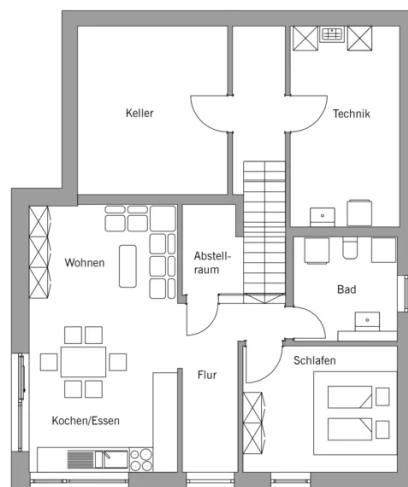 Keller
Technik
Wohnen
Abstell-
raum
Bad
Schlafen
Flur
Kochen/Essen